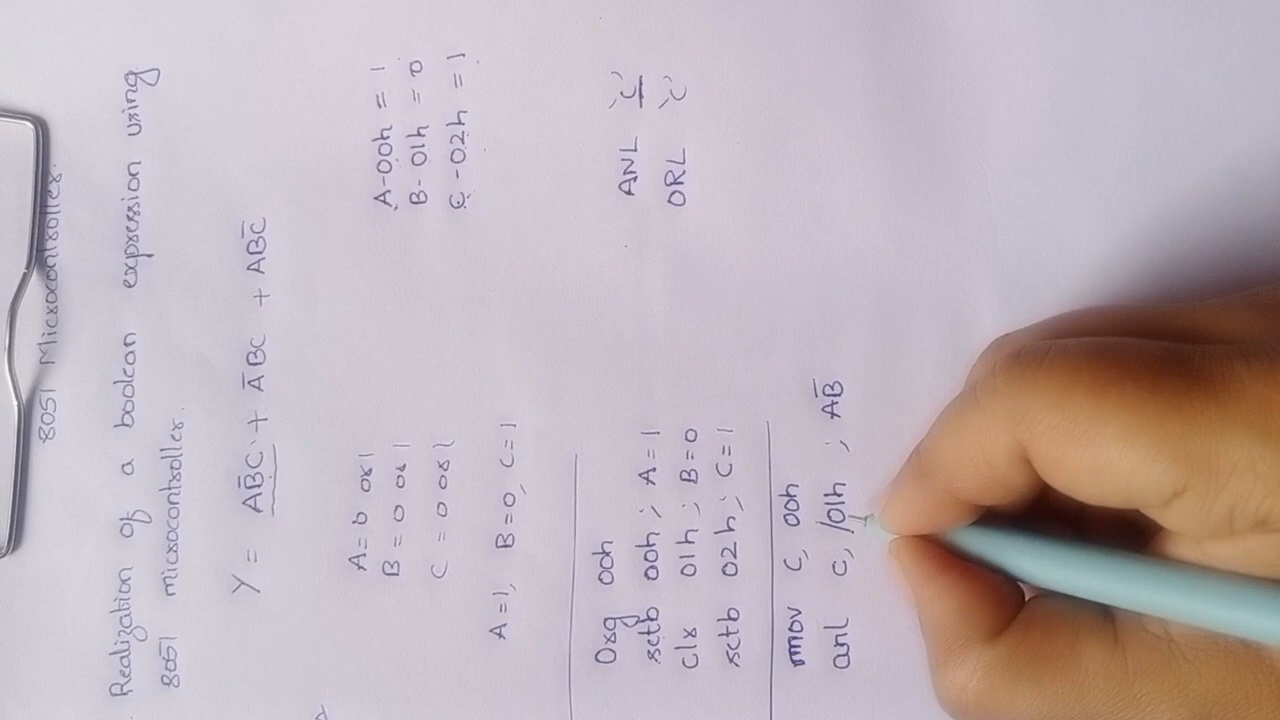 8051 Microcontroller.
Realization of a boolean expression using
8051 microcontroller.
Y = AB̅C + A̅BC + ABC̅
A = 0 or 1
B = 0 or 1
C = 0 or 1
A-00h = 1
B-01h = 0
C-02h = 1
A=1, B=0, C=1
Org 00h
setb 00h ; A=1
clr 01h ; B=0
setb 02h ; C=1
ANL 'C'
ORL 'C'
mov C, 00h
anl C, /01h ; AB̅